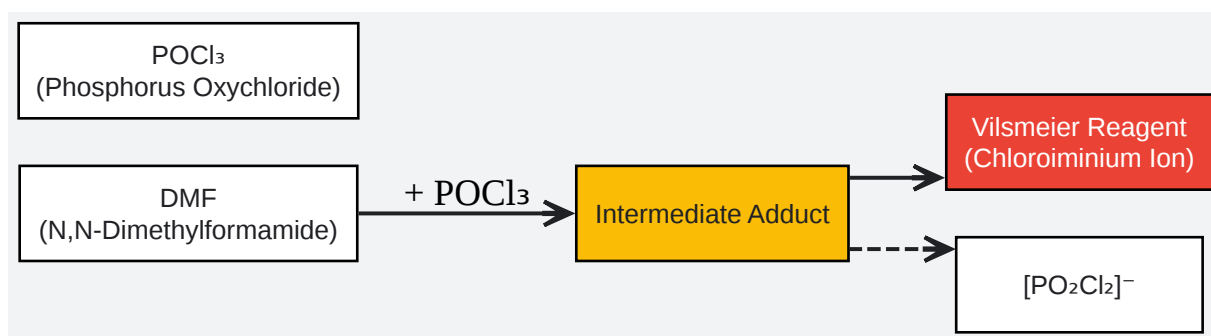 POCl₃
(Phosphorus Oxychloride)
DMF
(N,N-Dimethylformamide)
+ POCl₃
Intermediate Adduct
Vilsmeier Reagent
(Chloroiminium Ion)
[PO₂Cl₂]⁻